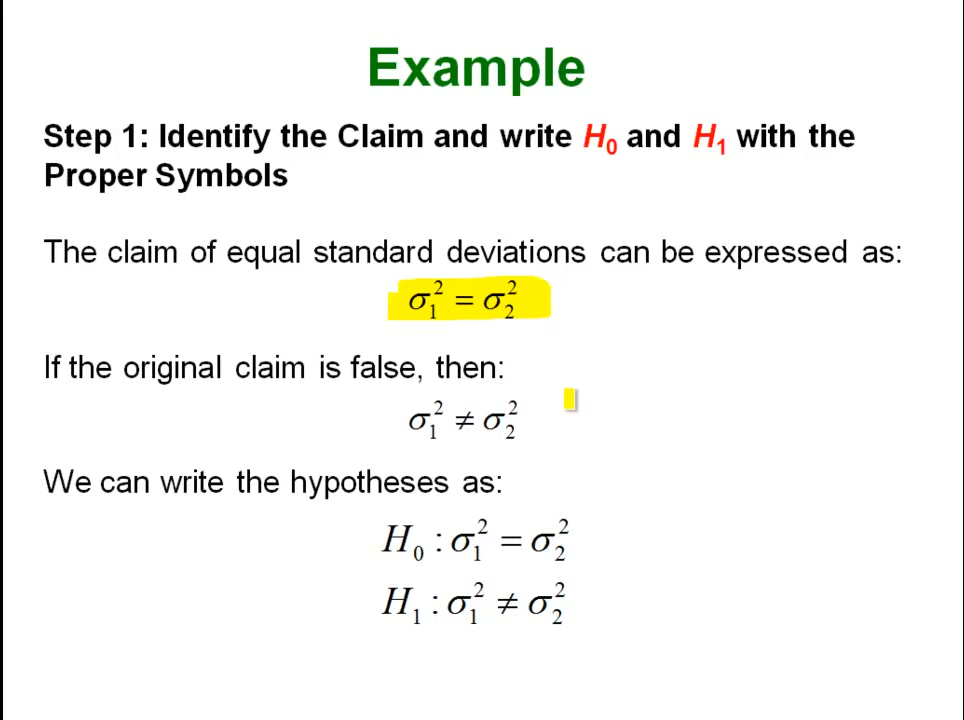 Example
Step 1: Identify the Claim and write H₀ and H₁ with the
Proper Symbols
The claim of equal standard deviations can be expressed as:
σ₁² = σ₂²
If the original claim is false, then:
σ₁² ≠ σ₂²
We can write the hypotheses as:
H₀ : σ₁² = σ₂²
H₁ : σ₁² ≠ σ₂²